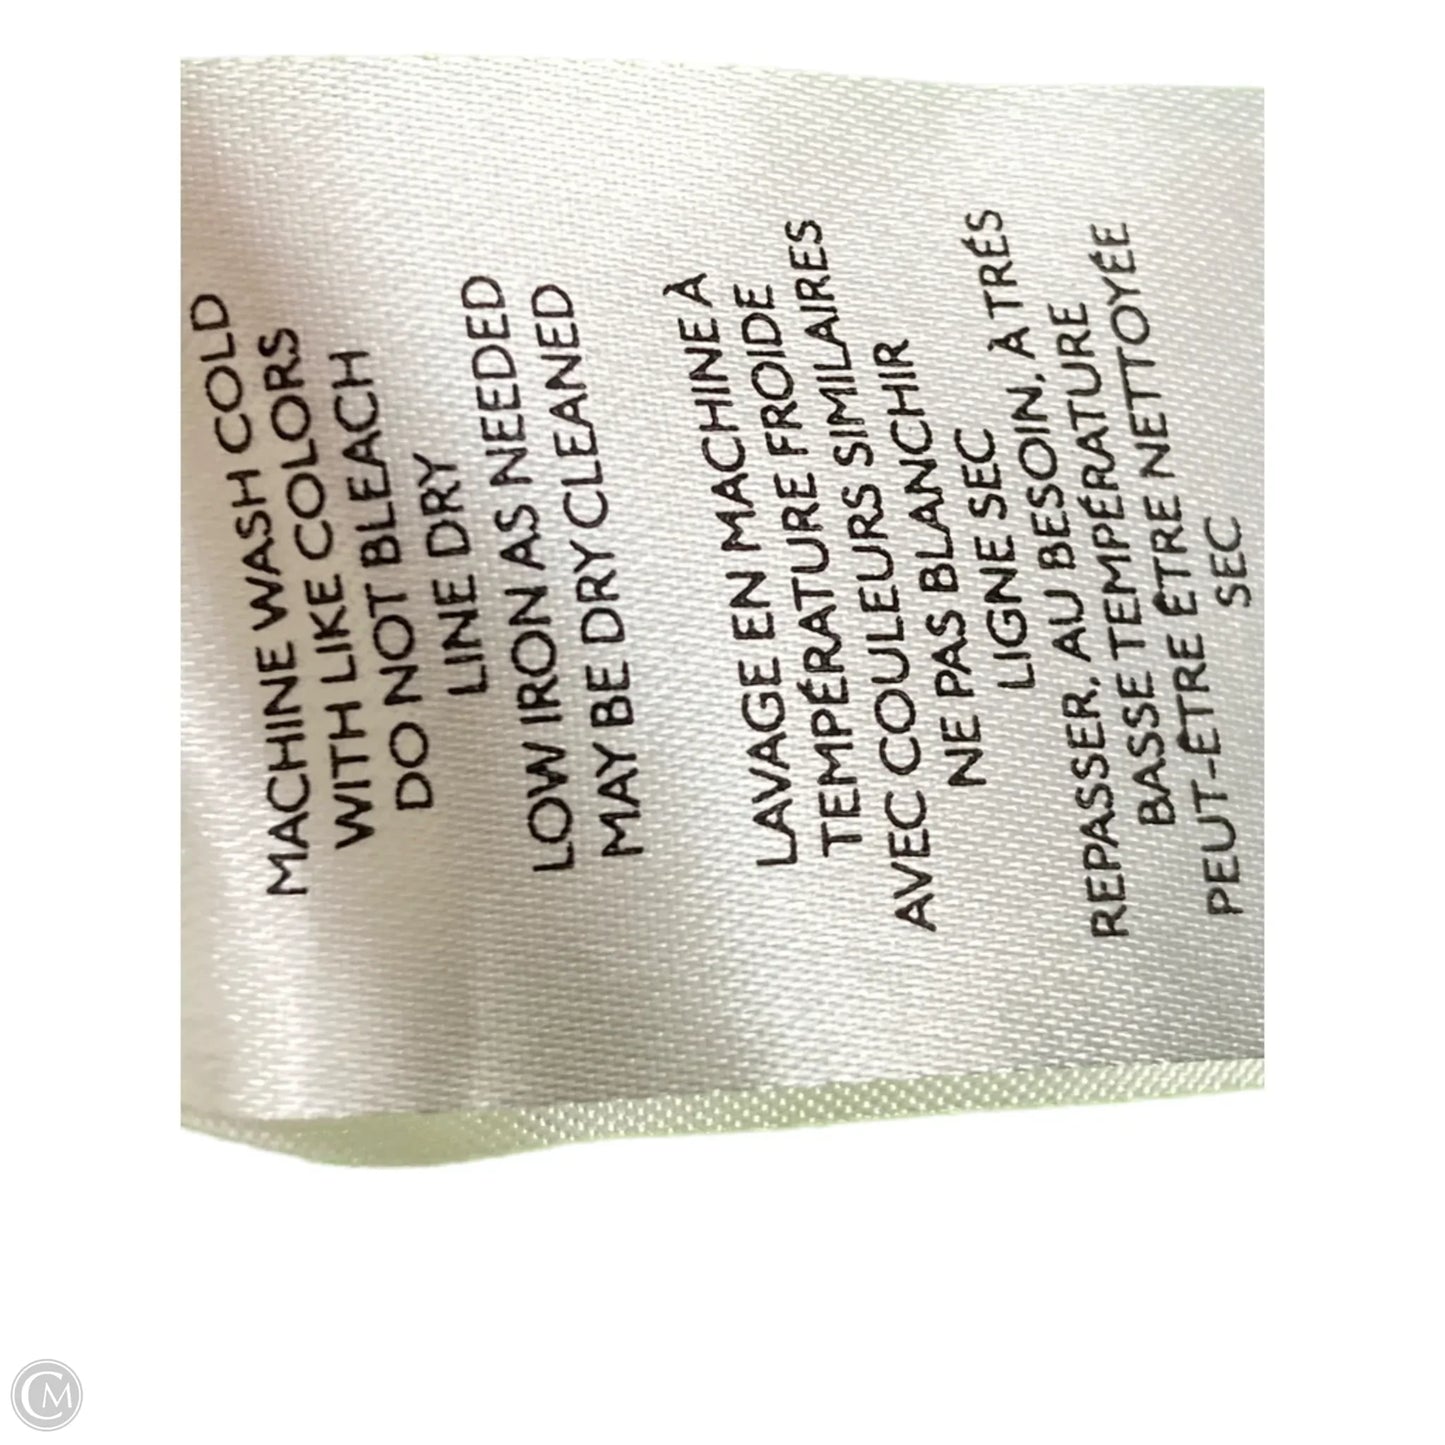 MACHINE WASH COLD
WITH LIKE COLORS
DO NOT BLEACH
LINE DRY
LOW IRON AS NEEDED
MAY BE DRY CLEANED
LAVAGE EN MACHINE À
TEMPÉRATURE FROIDE
AVEC COULEURS SIMILAIRES
NE PAS BLANCHIR
LIGNE SEC
REPASSER, AU BESOIN, À TRÉS
BASSE TEMPÉRATURE
PEUT-ÊTRE ÊTRE NETTOYÉE
SEC
CM